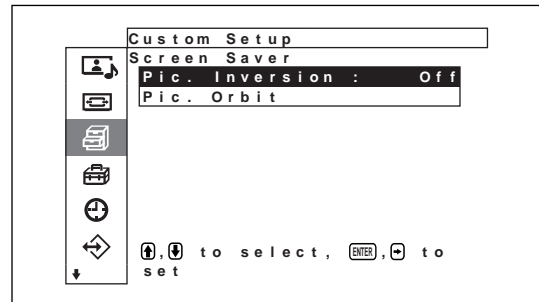 Custom Setup
Screen Saver
Pic. Inversion : Off
Pic. Orbit
, to select, ENTER, to
set